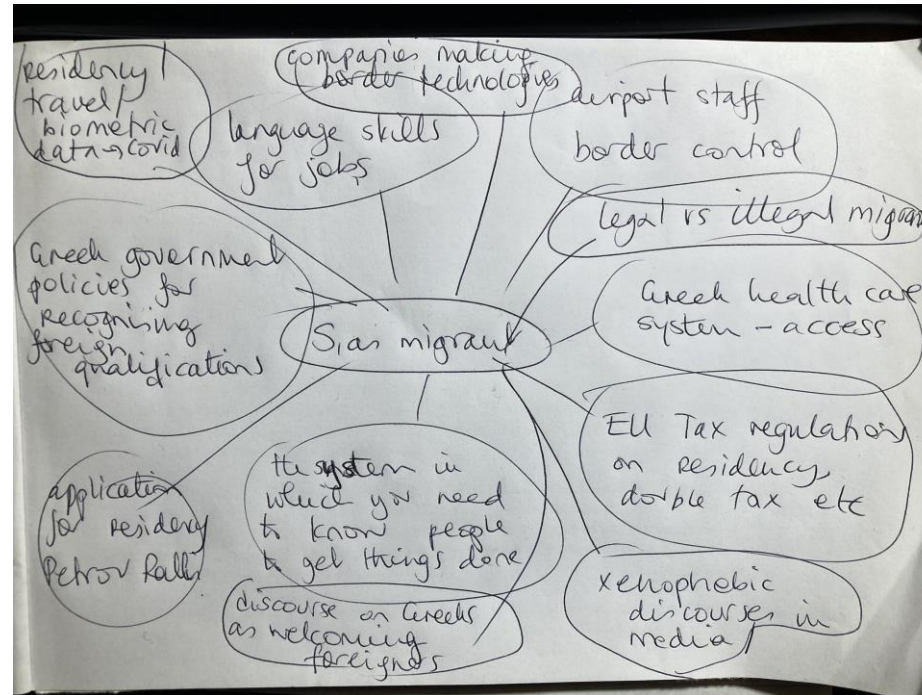 residency/
travel/
biometric
data → covid
companies making
border technologies
language skills
for jobs
airport staff
border control
legal vs illegal migrant
Greek government
policies for
recognising
foreign
qualifications
S, as migrant
Greek health care
system - access
EU Tax regulations
on residency,
double tax etc
application
for residency
Petrou Ralli
the system in
which you need
to know people
to get things done
discourse on Greeks
as welcoming
foreigners
xenophobic
discourses in
media